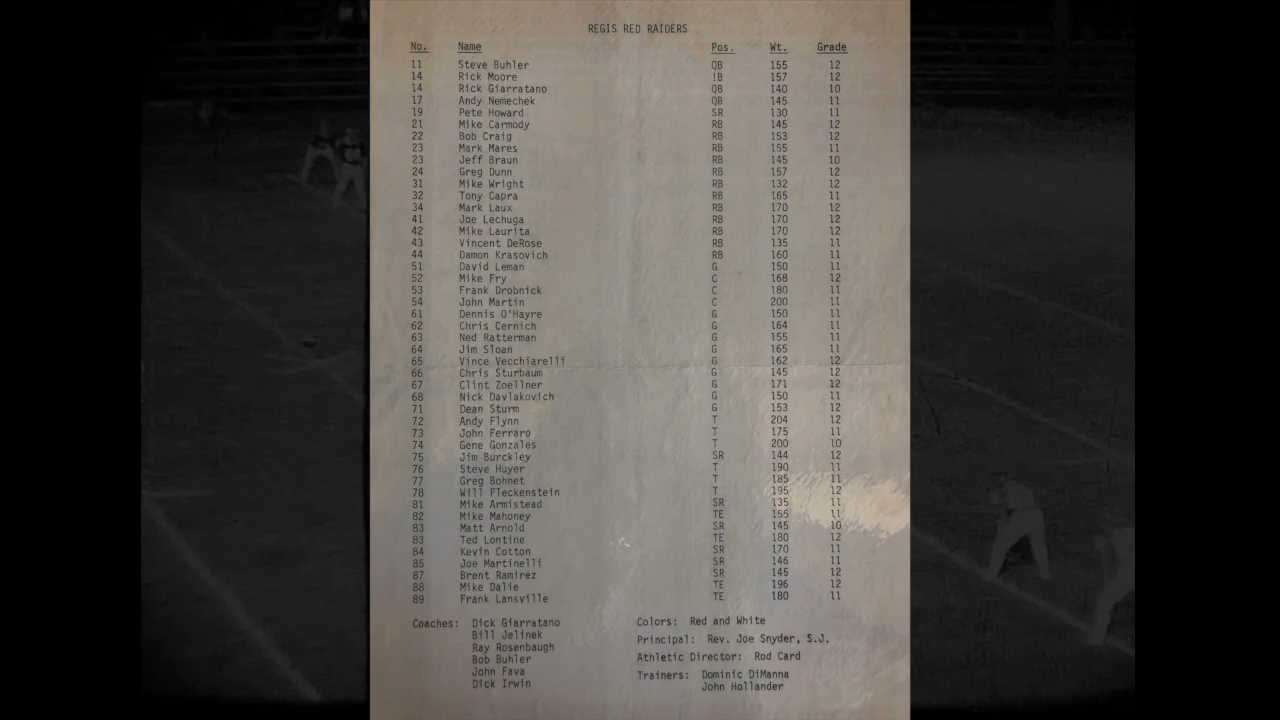 REGIS RED RAIDERS
No. Name Pos. Wt. Grade
11 Steve Buhler QB 155 12
14 Rick Moore !B 157 12
14 Rick Giarratano QB 140 10
17 Andy Nemechek QB 145 11
19 Pete Howard SR 130 11
21 Mike Carmody RB 145 12
22 Bob Craig RB 153 12
23 Mark Mares RB 155 11
23 Jeff Braun RB 145 10
24 Greg Dunn RB 157 12
31 Mike Wright RB 132 12
32 Tony Capra RB 165 11
34 Mark Laux RB 170 12
41 Joe Lechuga RB 170 12
42 Mike Laurita RB 170 12
43 Vincent DeRose RB 135 11
44 Damon Krasovich RB 160 11
51 David Leman G 150 11
52 Mike Fry C 168 12
53 Frank Drobnick C 180 11
54 John Martin C 200 11
61 Dennis O'Hayre G 150 11
62 Chris Cernich G 164 11
63 Ned Ratterman G 155 11
64 Jim Sloan G 165 11
65 Vince Vecchiarelli G 162 12
66 Chris Sturbaum G 145 12
67 Clint Zoellner G 171 12
68 Nick Davlakovich G 150 11
71 Dean Sturm G 153 12
72 Andy Flynn T 204 12
73 John Ferraro T 175 11
74 Gene Gonzales T 200 10
75 Jim Burckley SR 144 12
76 Steve Huyer T 190 11
77 Greg Bohnet T 185 11
78 Will Fleckenstein T 195 12
81 Mike Armistead SR 135 11
82 Mike Mahoney TE 155 11
83 Matt Arnold SR 145 10
83 Ted Lontine TE 180 12
84 Kevin Cotton SR 170 11
85 Joe Martinelli SR 146 11
87 Brent Ramirez SR 145 12
88 Mike Dalie TE 196 12
89 Frank Lansville TE 180 11
Coaches: Dick Giarratano
Bill Jelinek
Ray Rosenbaugh
Bob Buhler
John Fava
Dick Irwin
Colors: Red and White
Principal: Rev. Joe Snyder, S.J.
Athletic Director: Rod Card
Trainers: Dominic DiManna
John Hollander